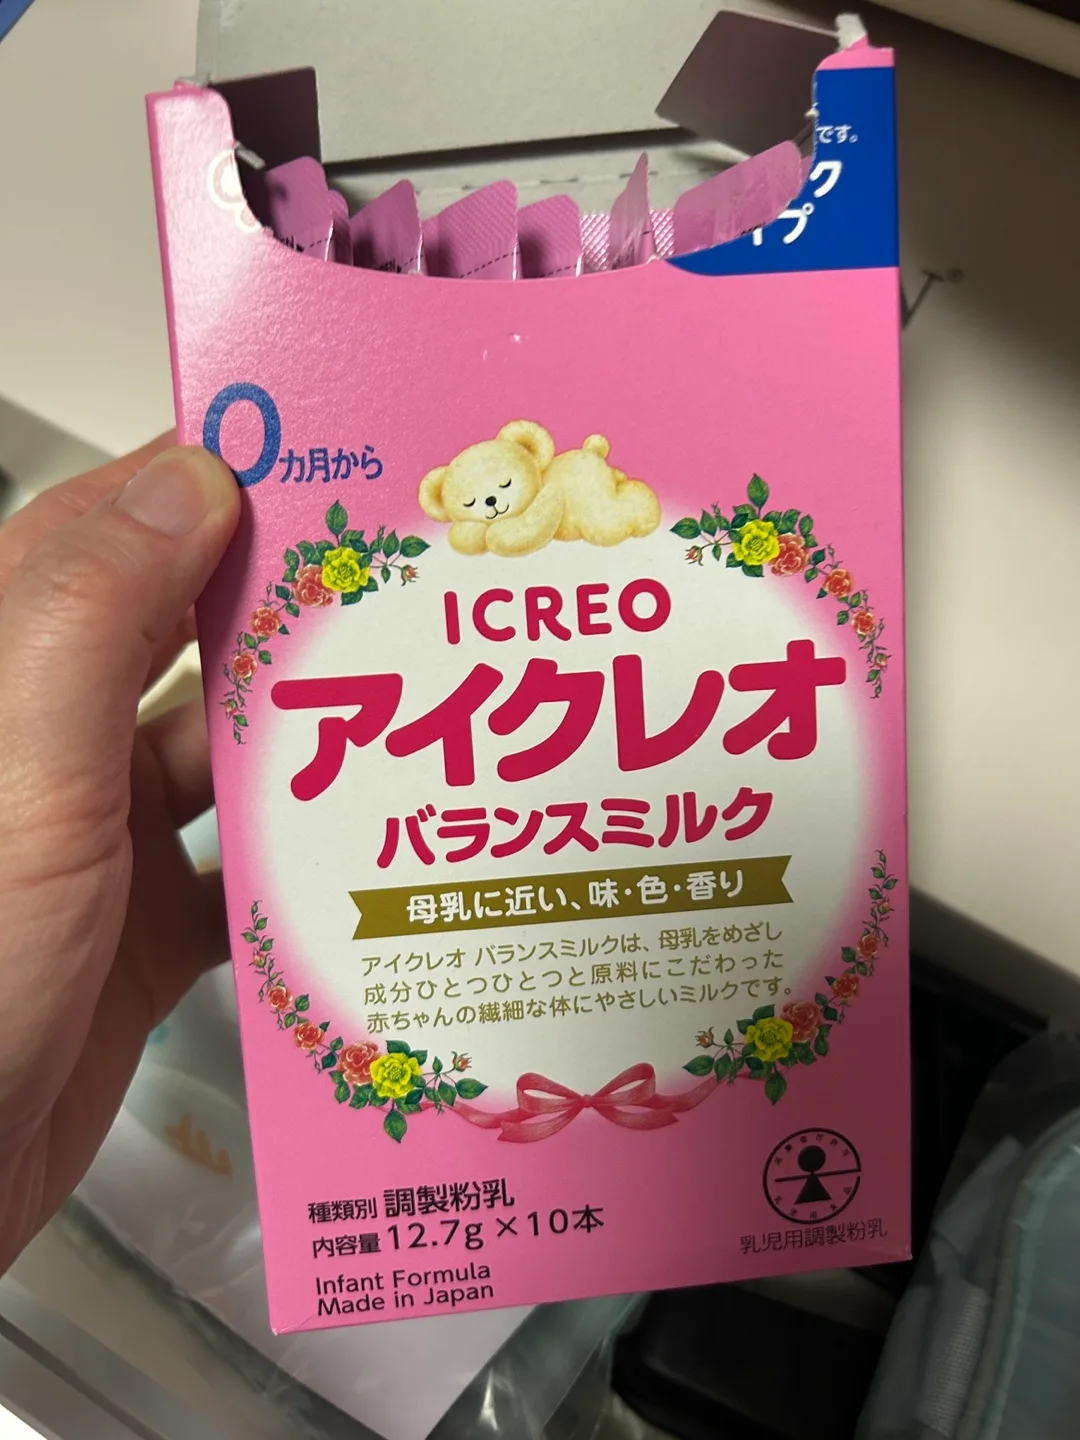 です。
ク
イプ
0カ月から
ICREO
アイクレオ
バランスミルク
母乳に近い、味・色・香り
アイクレオ バランスミルクは、母乳をめざし
成分ひとつひとつと原料にこだわった
赤ちゃんの繊細な体にやさしいミルクです。
種類別 調製粉乳
内容量 12.7g×10本
Infant Formula
Made in Japan
乳児用調製粉乳